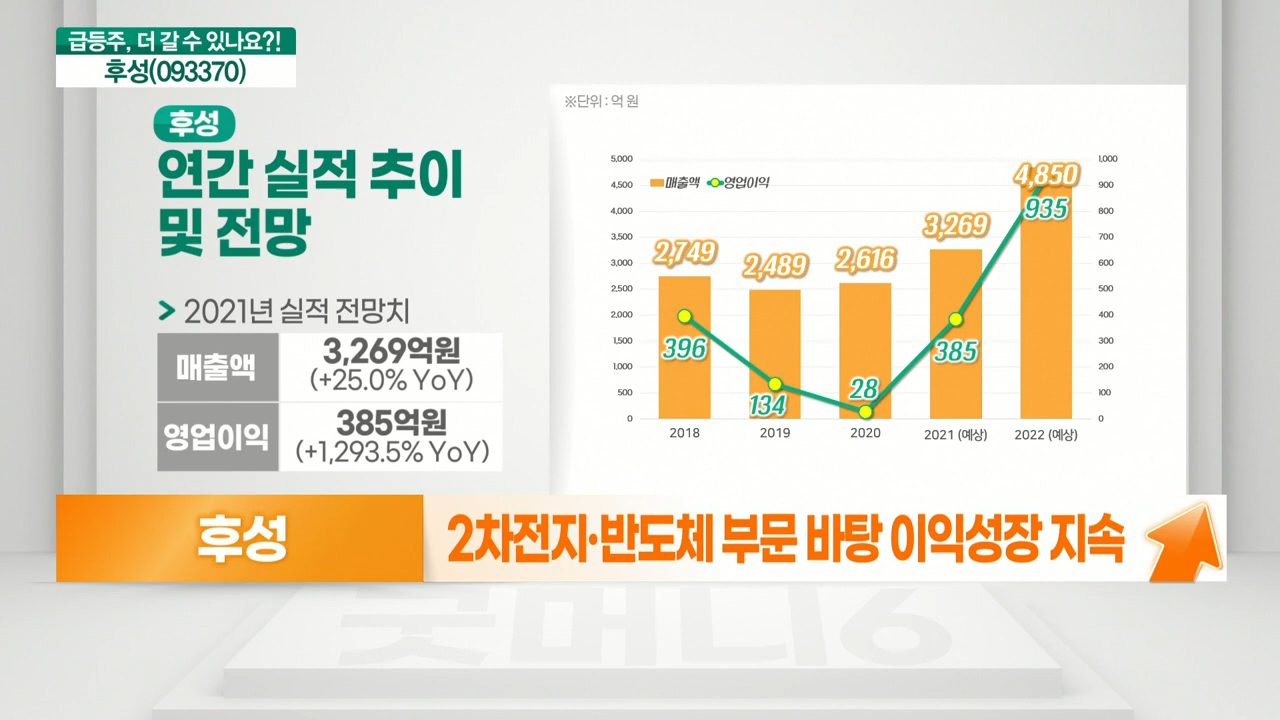 급등주, 더 갈 수 있나요?!
후성(093370)
후성
연간 실적 추이
및 전망
2021년 실적 전망치
매출액
3,269억원
(+25.0% YoY)
영업이익
385억원
(+1,293.5% YoY)
※단위 : 억 원
매출액 영업이익
5,000
4,500
4,000
3,500
3,000
2,500
2,000
1,500
1,000
500
0
1,000
900
800
700
600
500
400
300
200
100
0
2,749
2,489
2,616
3,269
4,850
396
134
28
385
935
2018
2019
2020
2021 (예상)
2022 (예상)
후성
2차전지·반도체 부문 바탕 이익성장 지속
굿머니6